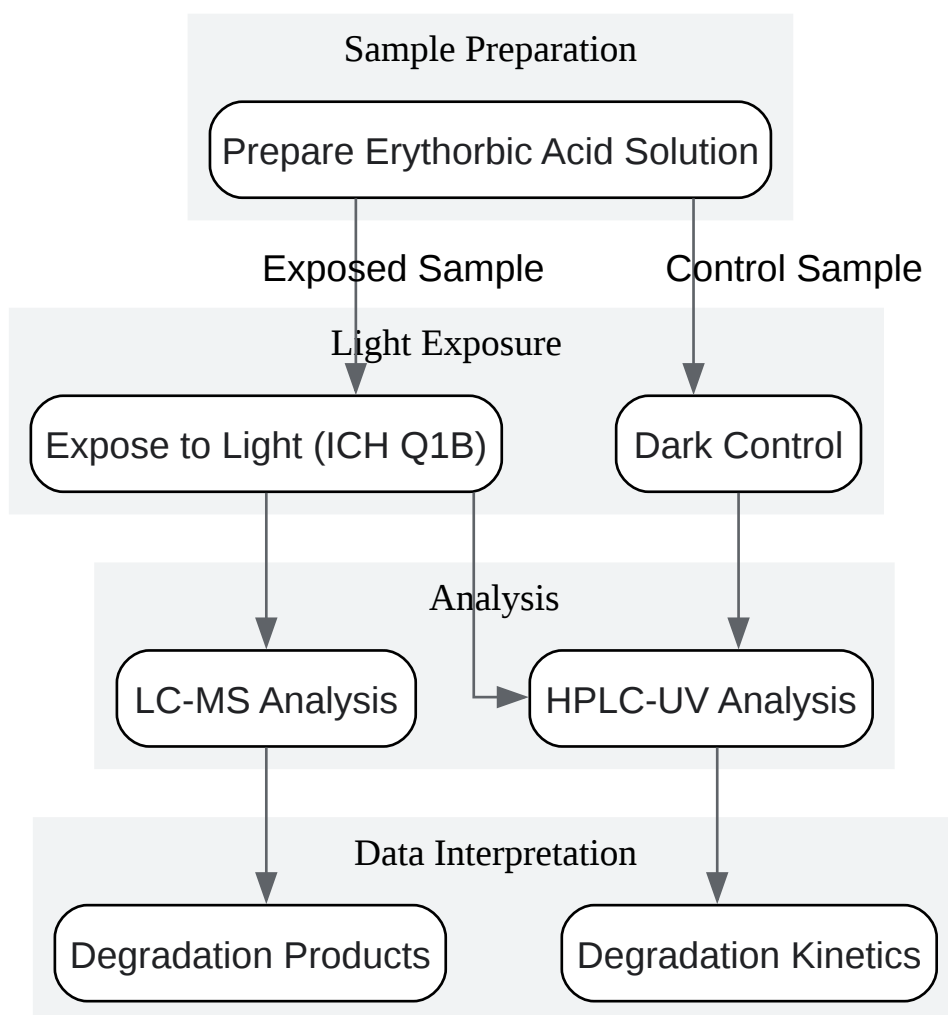 Sample Preparation
Prepare Erythorbic Acid Solution
Exposed Sample
Control Sample
Light Exposure
Expose to Light (ICH Q1B)
Dark Control
Analysis
LC-MS Analysis
HPLC-UV Analysis
Data Interpretation
Degradation Products
Degradation Kinetics